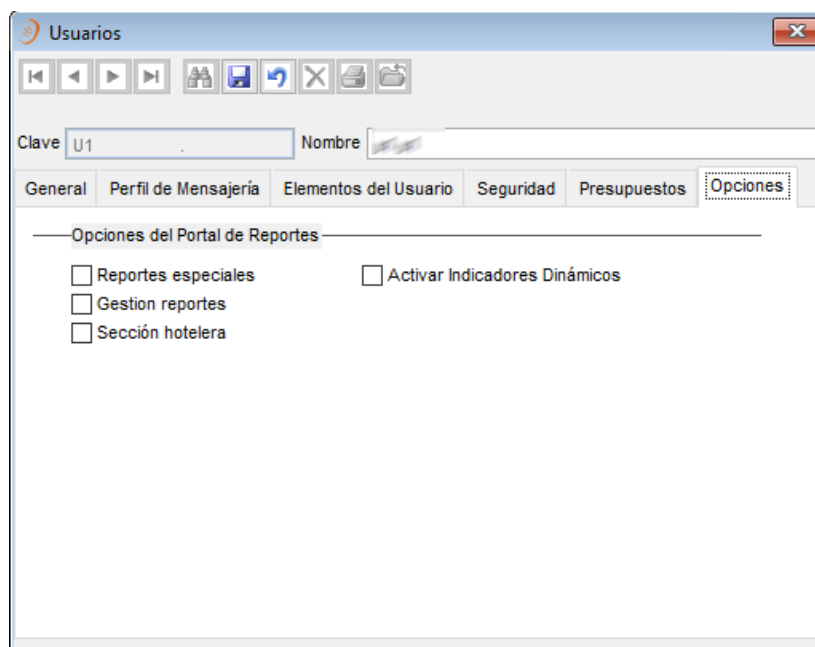 Usuarios
Clave U1 . Nombre
General Perfil de Mensajería Elementos del Usuario Seguridad Presupuestos Opciones
Opciones del Portal de Reportes
Reportes especiales Activar Indicadores Dinámicos
Gestion reportes
Sección hotelera